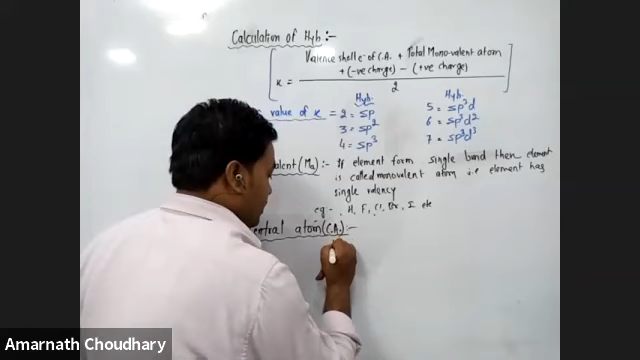 Calculation of Hyb:-
Valence shell e- of C.A. + Total Mono-valent atom
+ (-ve charge) - (+ve charge)
x =
2
Hyb. Hyb.
value of x = 2 = sp 5 = sp³d
3 = sp² 6 = sp³d²
4 = sp³ 7 = sp³d³
valent (Ma) :- If element form single bond then element
is called monovalent atom i.e element has
single valency
eg - H, F, Cl, Br, I etc
entral atom (C.A.) :-
Amarnath Choudhary